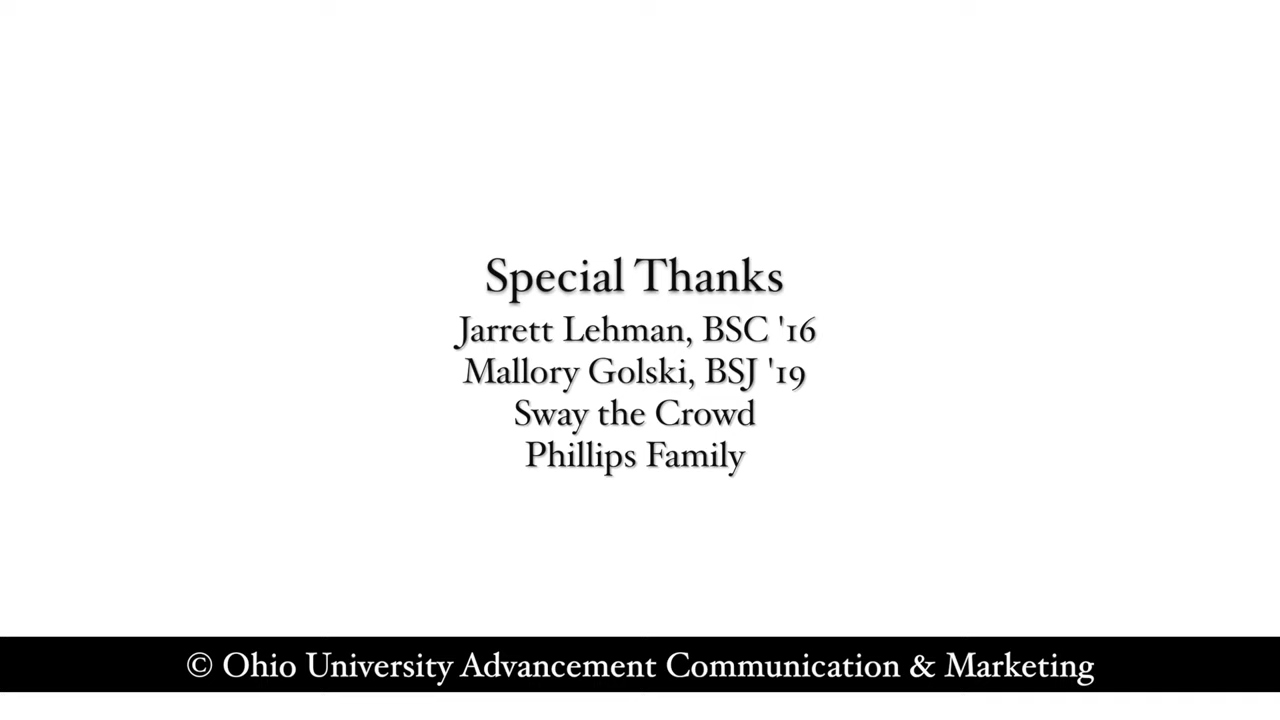 Special Thanks
Jarrett Lehman, BSC '16
Mallory Golski, BSJ '19
Sway the Crowd
Phillips Family
© Ohio University Advancement Communication & Marketing